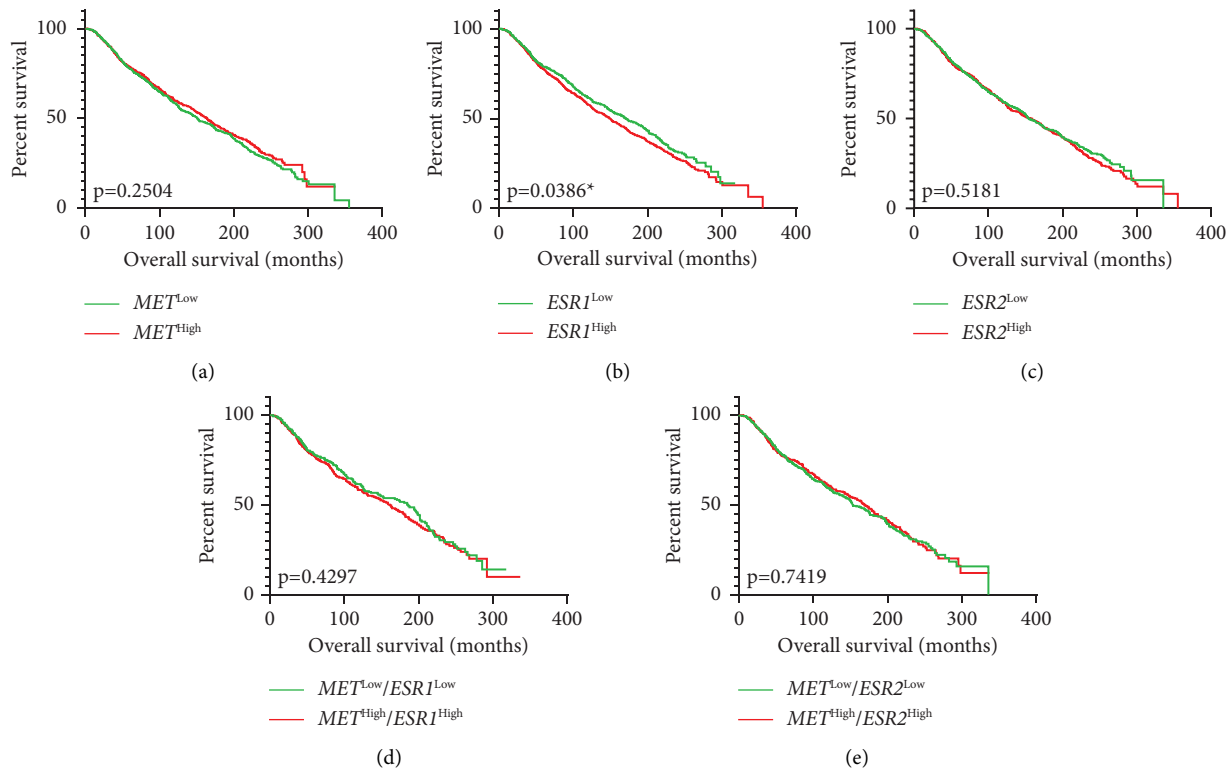 100
50
0
Percent survival
p=0.2504
0 100 200 300 400
Overall survival (months)
MET^Low
MET^High
(a)
100
50
0
Percent survival
p=0.0386*
0 100 200 300 400
Overall survival (months)
ESR1^Low
ESR1^High
(b)
100
50
0
Percent survival
p=0.5181
0 100 200 300 400
Overall survival (months)
ESR2^Low
ESR2^High
(c)
100
50
0
Percent survival
p=0.4297
0 100 200 300 400
Overall survival (months)
MET^Low/ESR1^Low
MET^High/ESR1^High
(d)
100
50
0
Percent survival
p=0.7419
0 100 200 300 400
Overall survival (months)
MET^Low/ESR2^Low
MET^High/ESR2^High
(e)